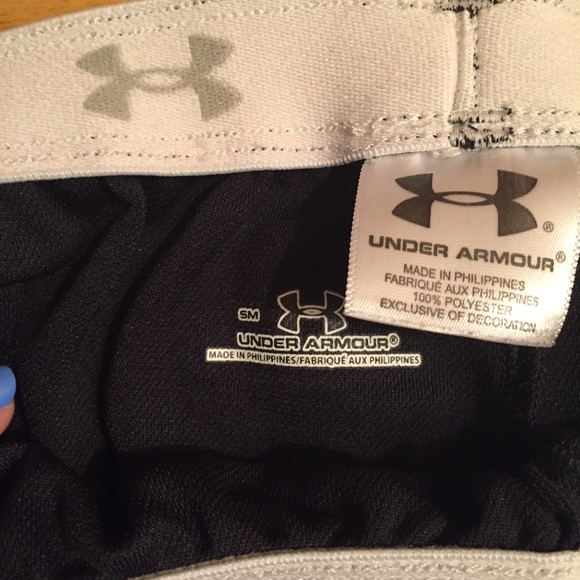 UNDER ARMOUR®
MADE IN PHILIPPINES
FABRIQUÉ AUX PHILIPPINES
100% POLYESTER
EXCLUSIVE OF DECORATION
SM
UNDER ARMOUR®
MADE IN PHILIPPINES/FABRIQUÉ AUX PHILIPPINES